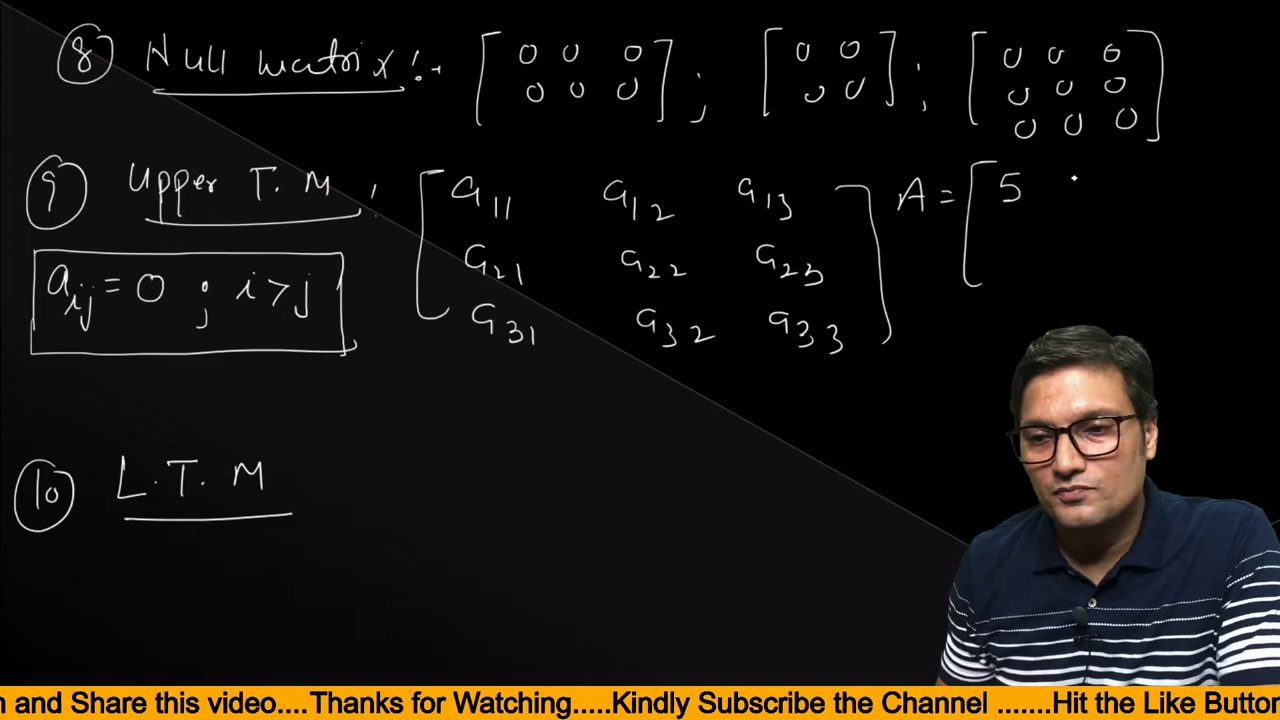 8 Null matrix :- [ 0 0 0 ; [ 0 0 ] ; [ 0 0 0
0 0 0 ] 0 0 0 0 0
0 0 0 ]
9 Upper T. M : [ a11 a12 a13 ] A = [ 5
aij = 0 ; i > j a21 a22 a23
a31 a32 a33
10 L.T. M
n and Share this video....Thanks for Watching.....Kindly Subscribe the Channel .......Hit the Like Button